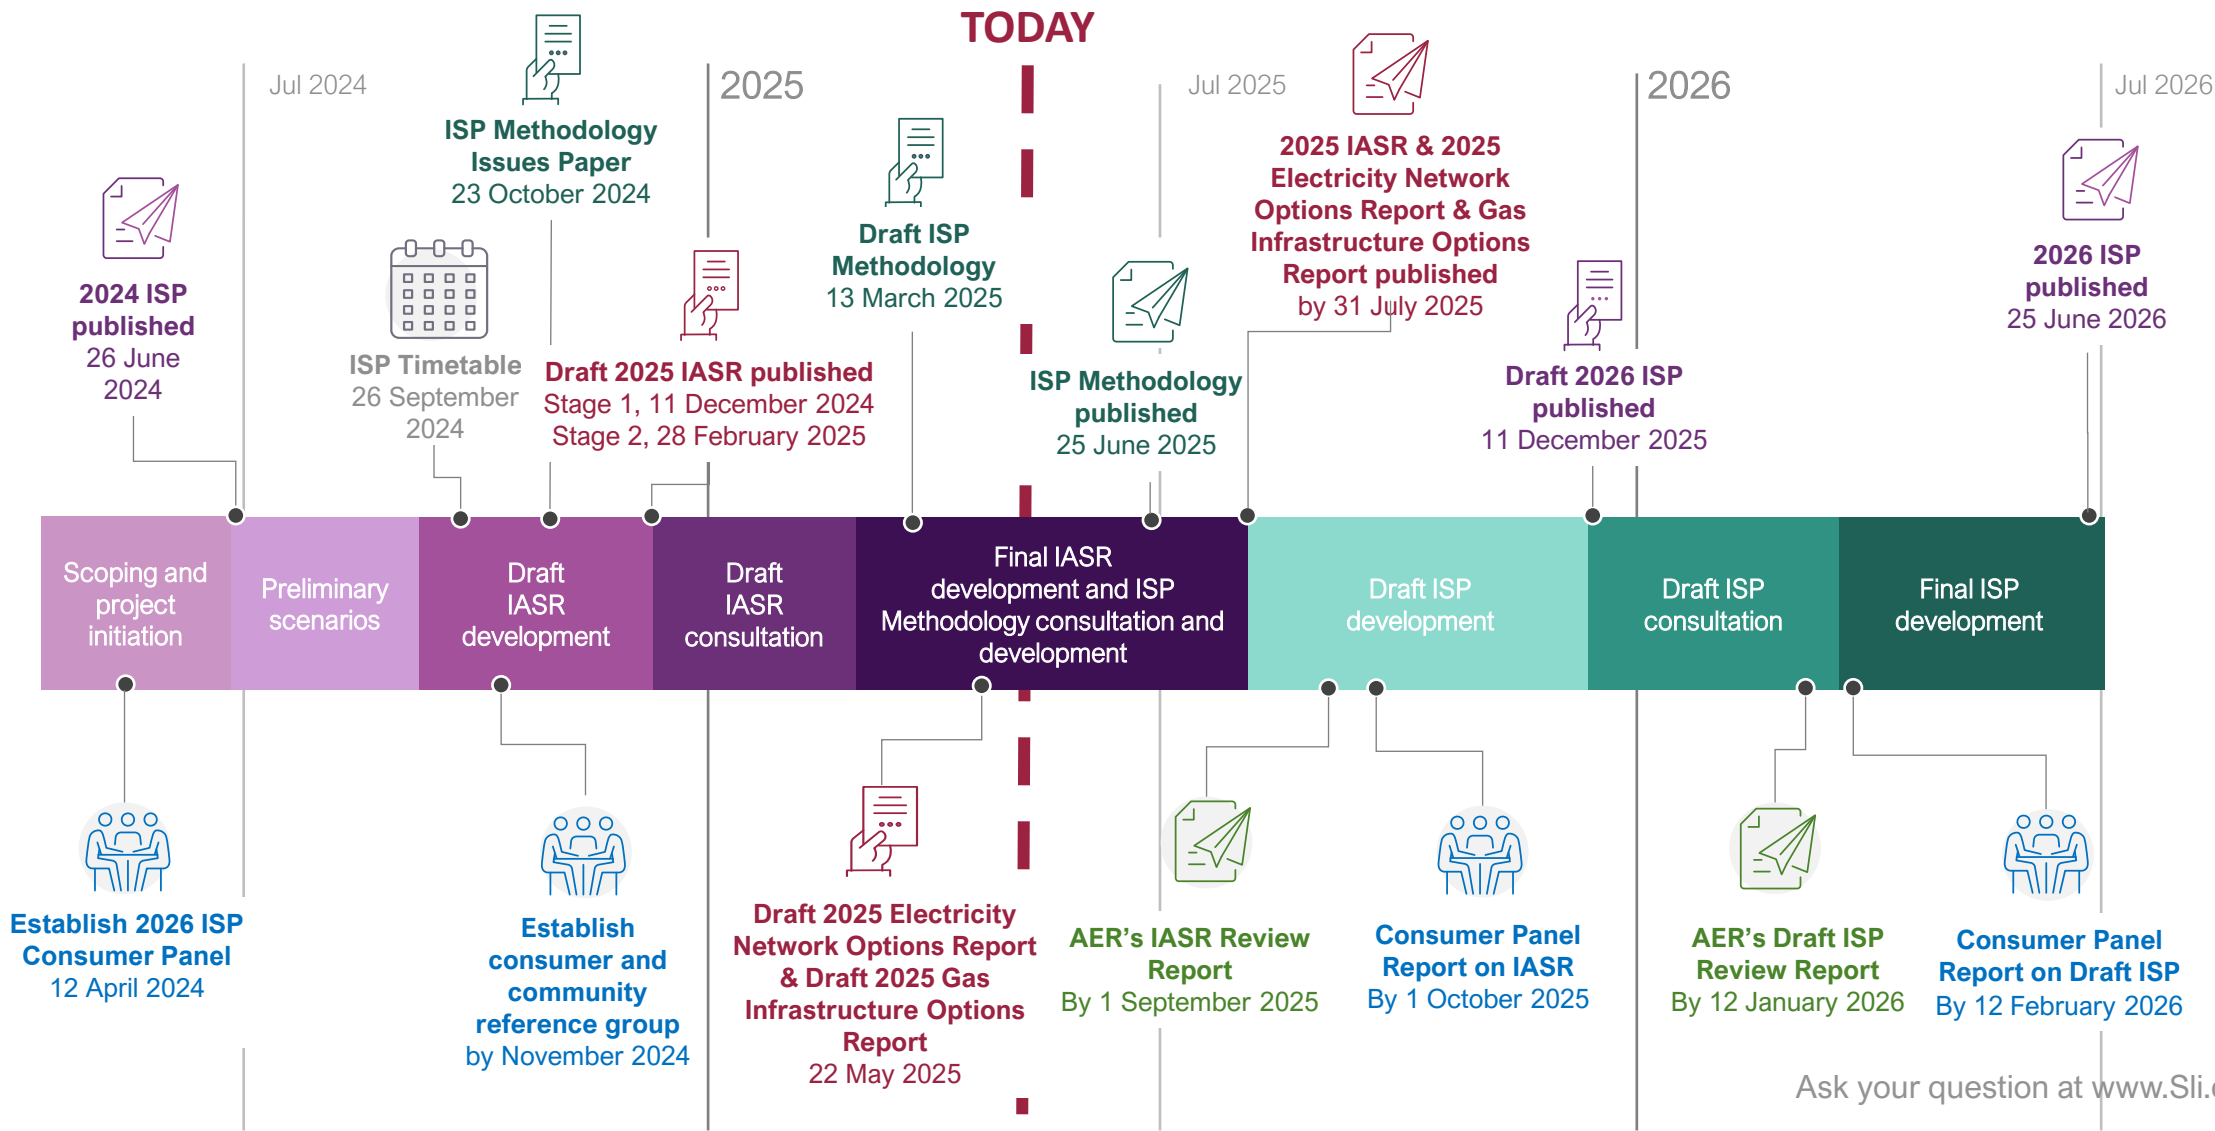 TODAY
Jul 2024
2025
Jul 2025
2026
Jul 2026
ISP Methodology
Issues Paper
23 October 2024
2025 IASR & 2025
Electricity Network
Options Report & Gas
Infrastructure Options
Report published
by 31 July 2025
Draft ISP
Methodology
13 March 2025
2026 ISP
published
25 June 2026
2024 ISP
published
26 June
2024
ISP Timetable
26 September
2024
Draft 2025 IASR published
Stage 1, 11 December 2024
Stage 2, 28 February 2025
ISP Methodology
published
25 June 2025
Draft 2026 ISP
published
11 December 2025
Scoping and
project
initiation
Preliminary
scenarios
Draft
IASR
development
Draft
IASR
consultation
Final IASR
development and ISP
Methodology consultation and
development
Draft ISP
development
Draft ISP
consultation
Final ISP
development
Establish 2026 ISP
Consumer Panel
12 April 2024
Establish
consumer and
community
reference group
by November 2024
Draft 2025 Electricity
Network Options Report
& Draft 2025 Gas
Infrastructure Options
Report
22 May 2025
AER's IASR Review
Report
By 1 September 2025
Consumer Panel
Report on IASR
By 1 October 2025
AER's Draft ISP
Review Report
By 12 January 2026
Consumer Panel
Report on Draft ISP
By 12 February 2026
Ask your question at www.Sli.